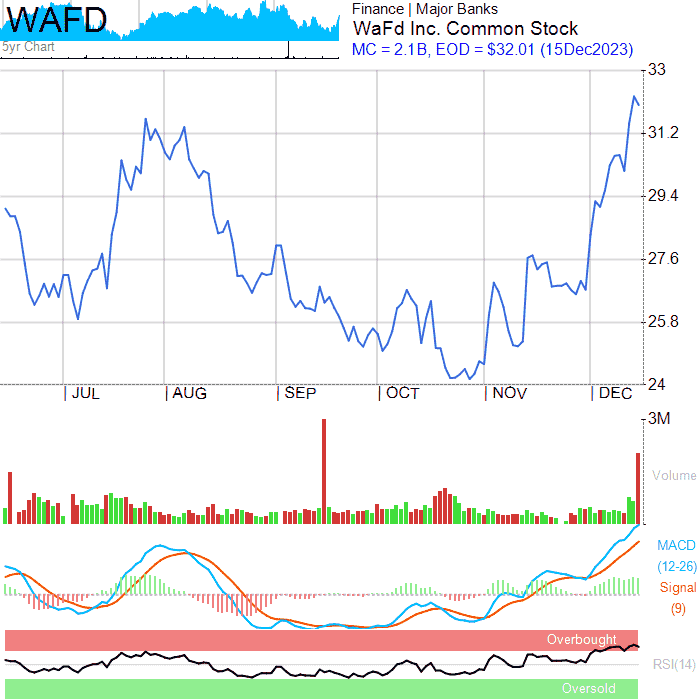 WAFD
5yr Chart
Finance | Major Banks
WaFd Inc. Common Stock
MC = 2.1B, EOD = $32.01 (15Dec2023)
33
31.2
29.4
27.6
25.8
24
JUL AUG SEP OCT NOV DEC
3M
Volume
MACD
(12-26)
Signal
(9)
Overbought
RSI(14)
Oversold